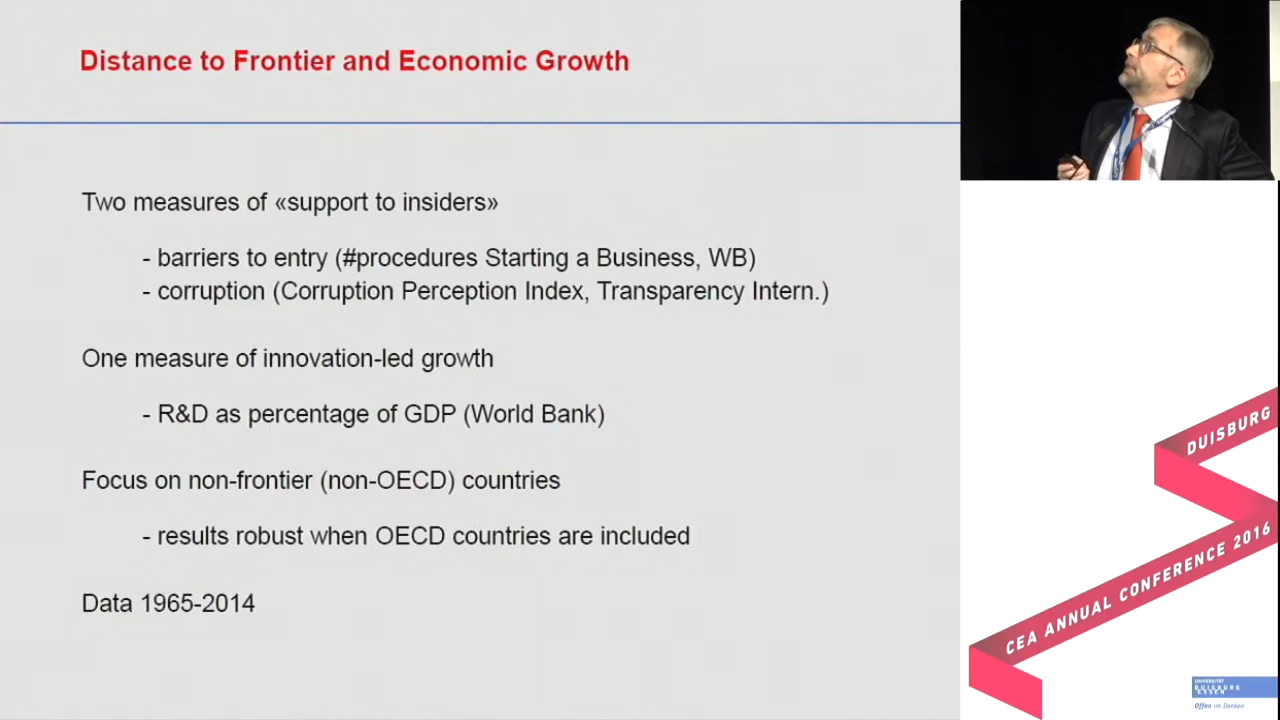 Distance to Frontier and Economic Growth
Two measures of «support to insiders»
- barriers to entry (#procedures Starting a Business, WB)
- corruption (Corruption Perception Index, Transparency Intern.)
One measure of innovation-led growth
- R&D as percentage of GDP (World Bank)
Focus on non-frontier (non-OECD) countries
- results robust when OECD countries are included
Data 1965-2014
DUISBURG
CEA ANNUAL CONFERENCE 2016
UNIVERSITÄT
DUISBURG
ESSEN
Offen im Denken